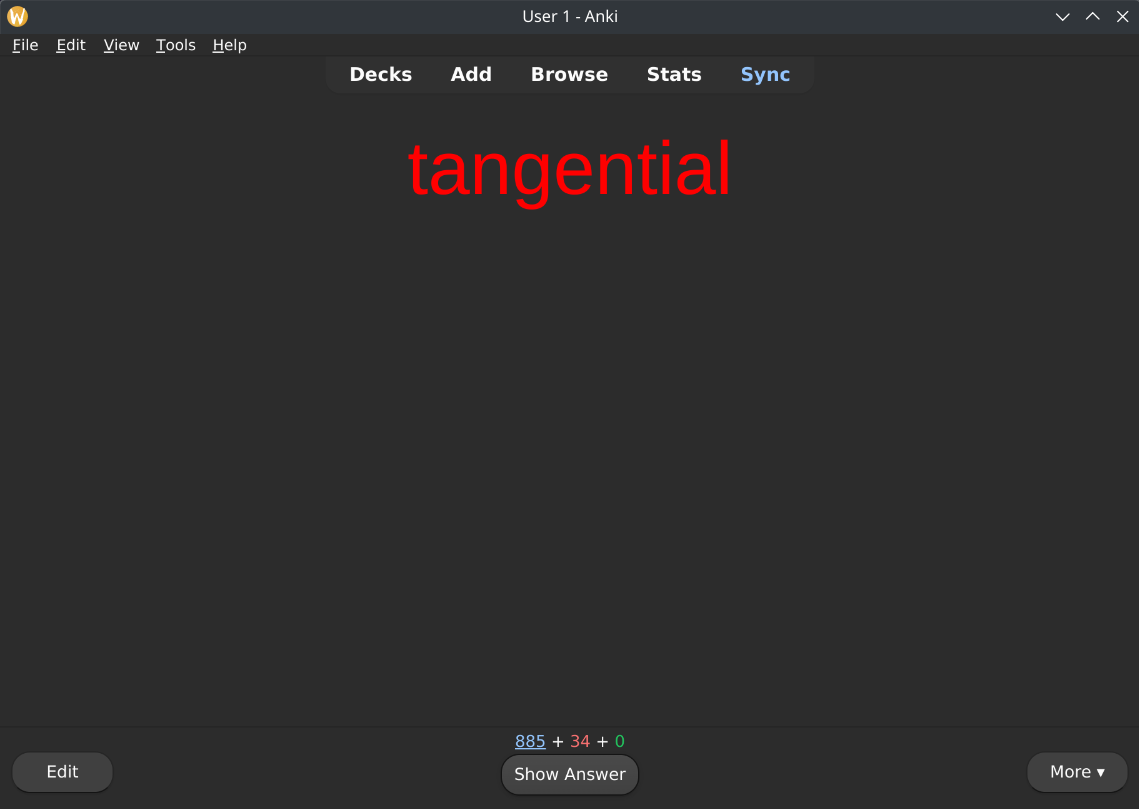 User 1 - Anki
File Edit View Tools Help
Decks Add Browse Stats Sync
tangential
885 + 34 + 0
Edit Show Answer More ▾